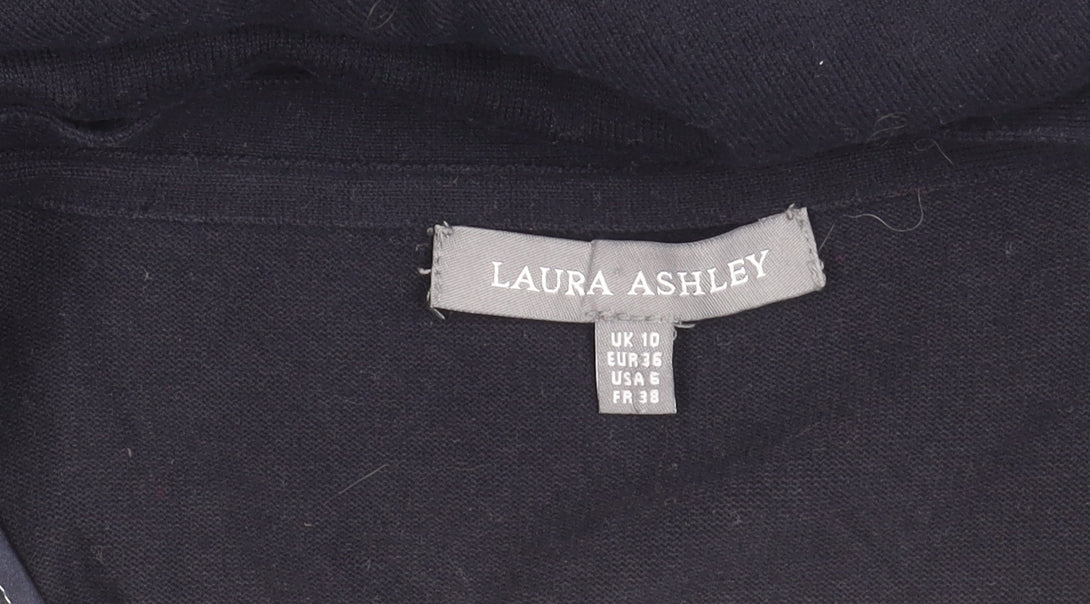 LAURA ASHLEY
UK 10
EUR 36
USA 6
FR 38